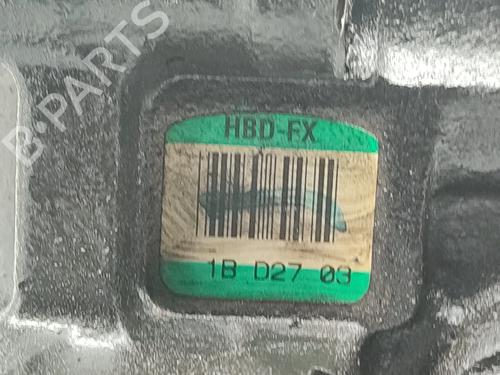 B-PARTS
HBD-FX
1B D27 03